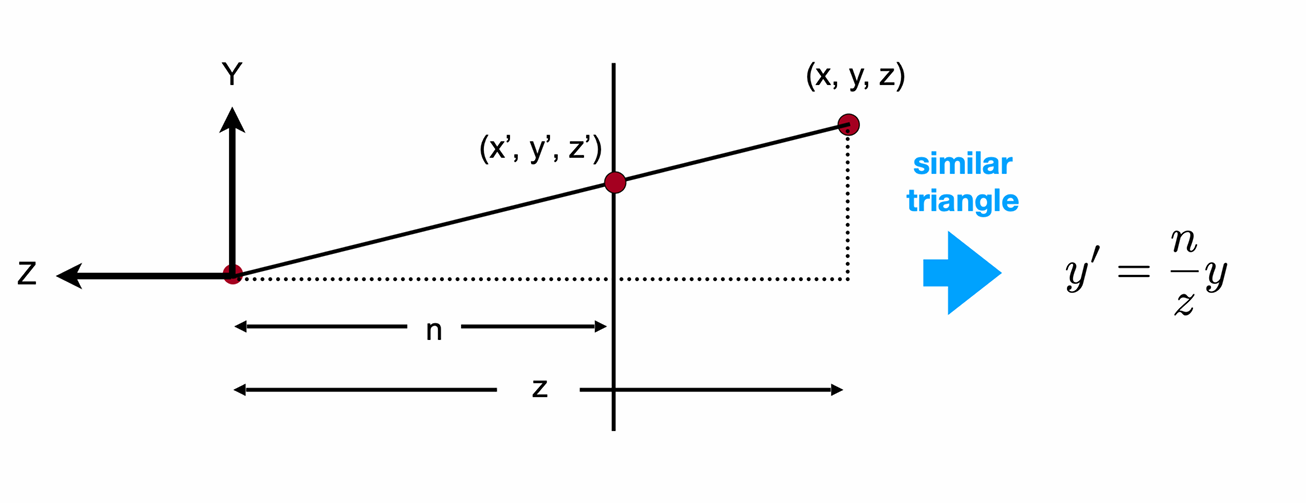 Y
(x, y, z)
(x’, y’, z’)
similar
triangle
Z
y′ = n/z y
n
z